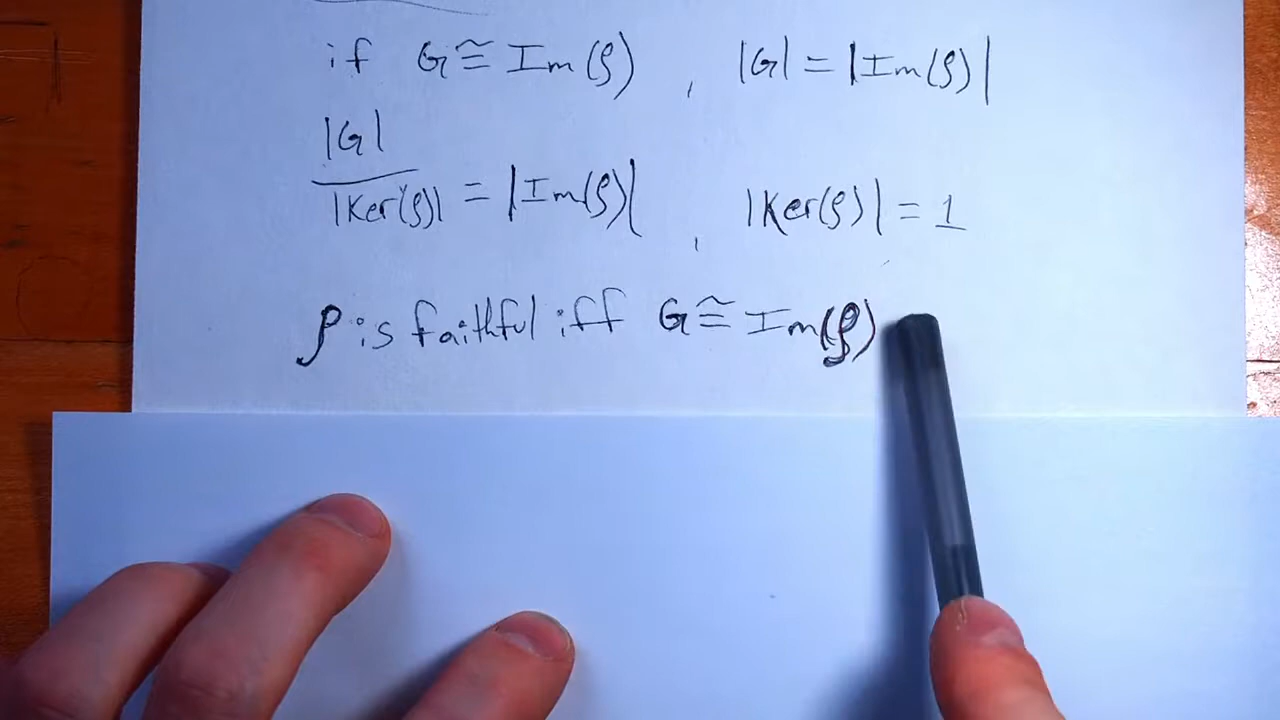 if G ≅ Im(ρ) , |G| = |Im(ρ)|
|G|
|Ker(ρ)| = |Im(ρ)| , |Ker(ρ)| = 1
ρ is faithful iff G ≅ Im(ρ)